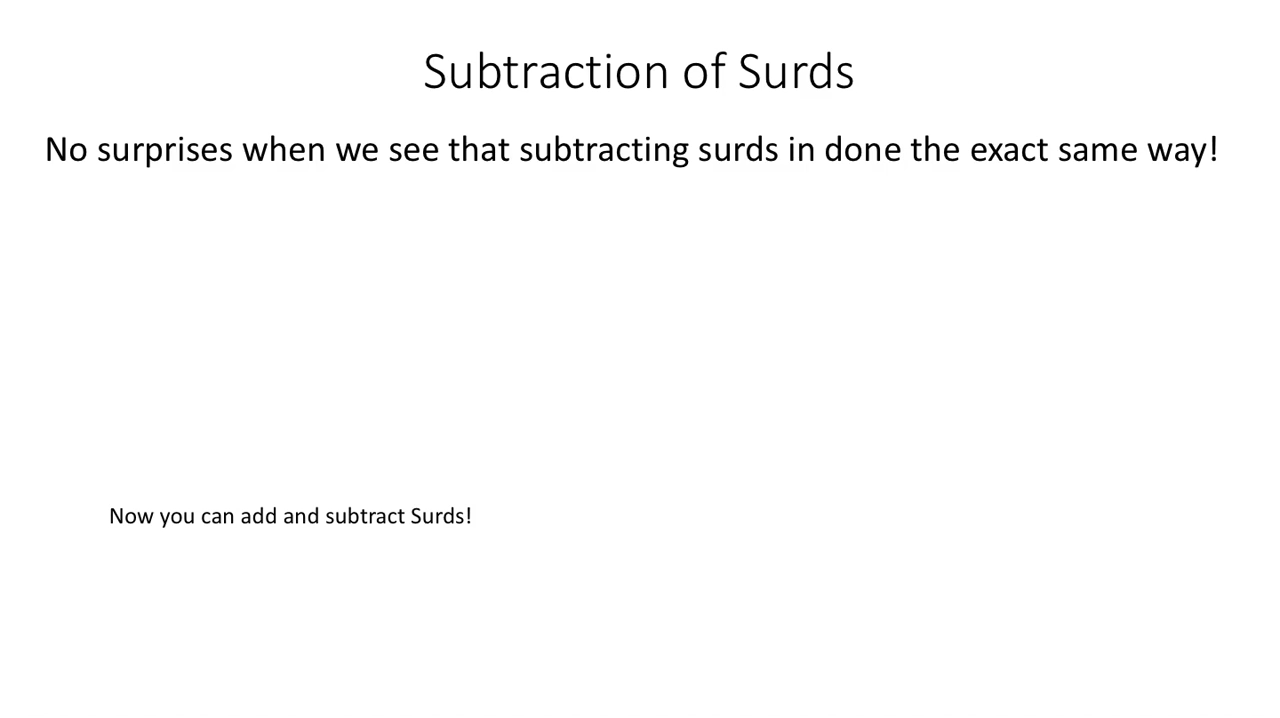 Subtraction of Surds
No surprises when we see that subtracting surds in done the exact same way!
Now you can add and subtract Surds!